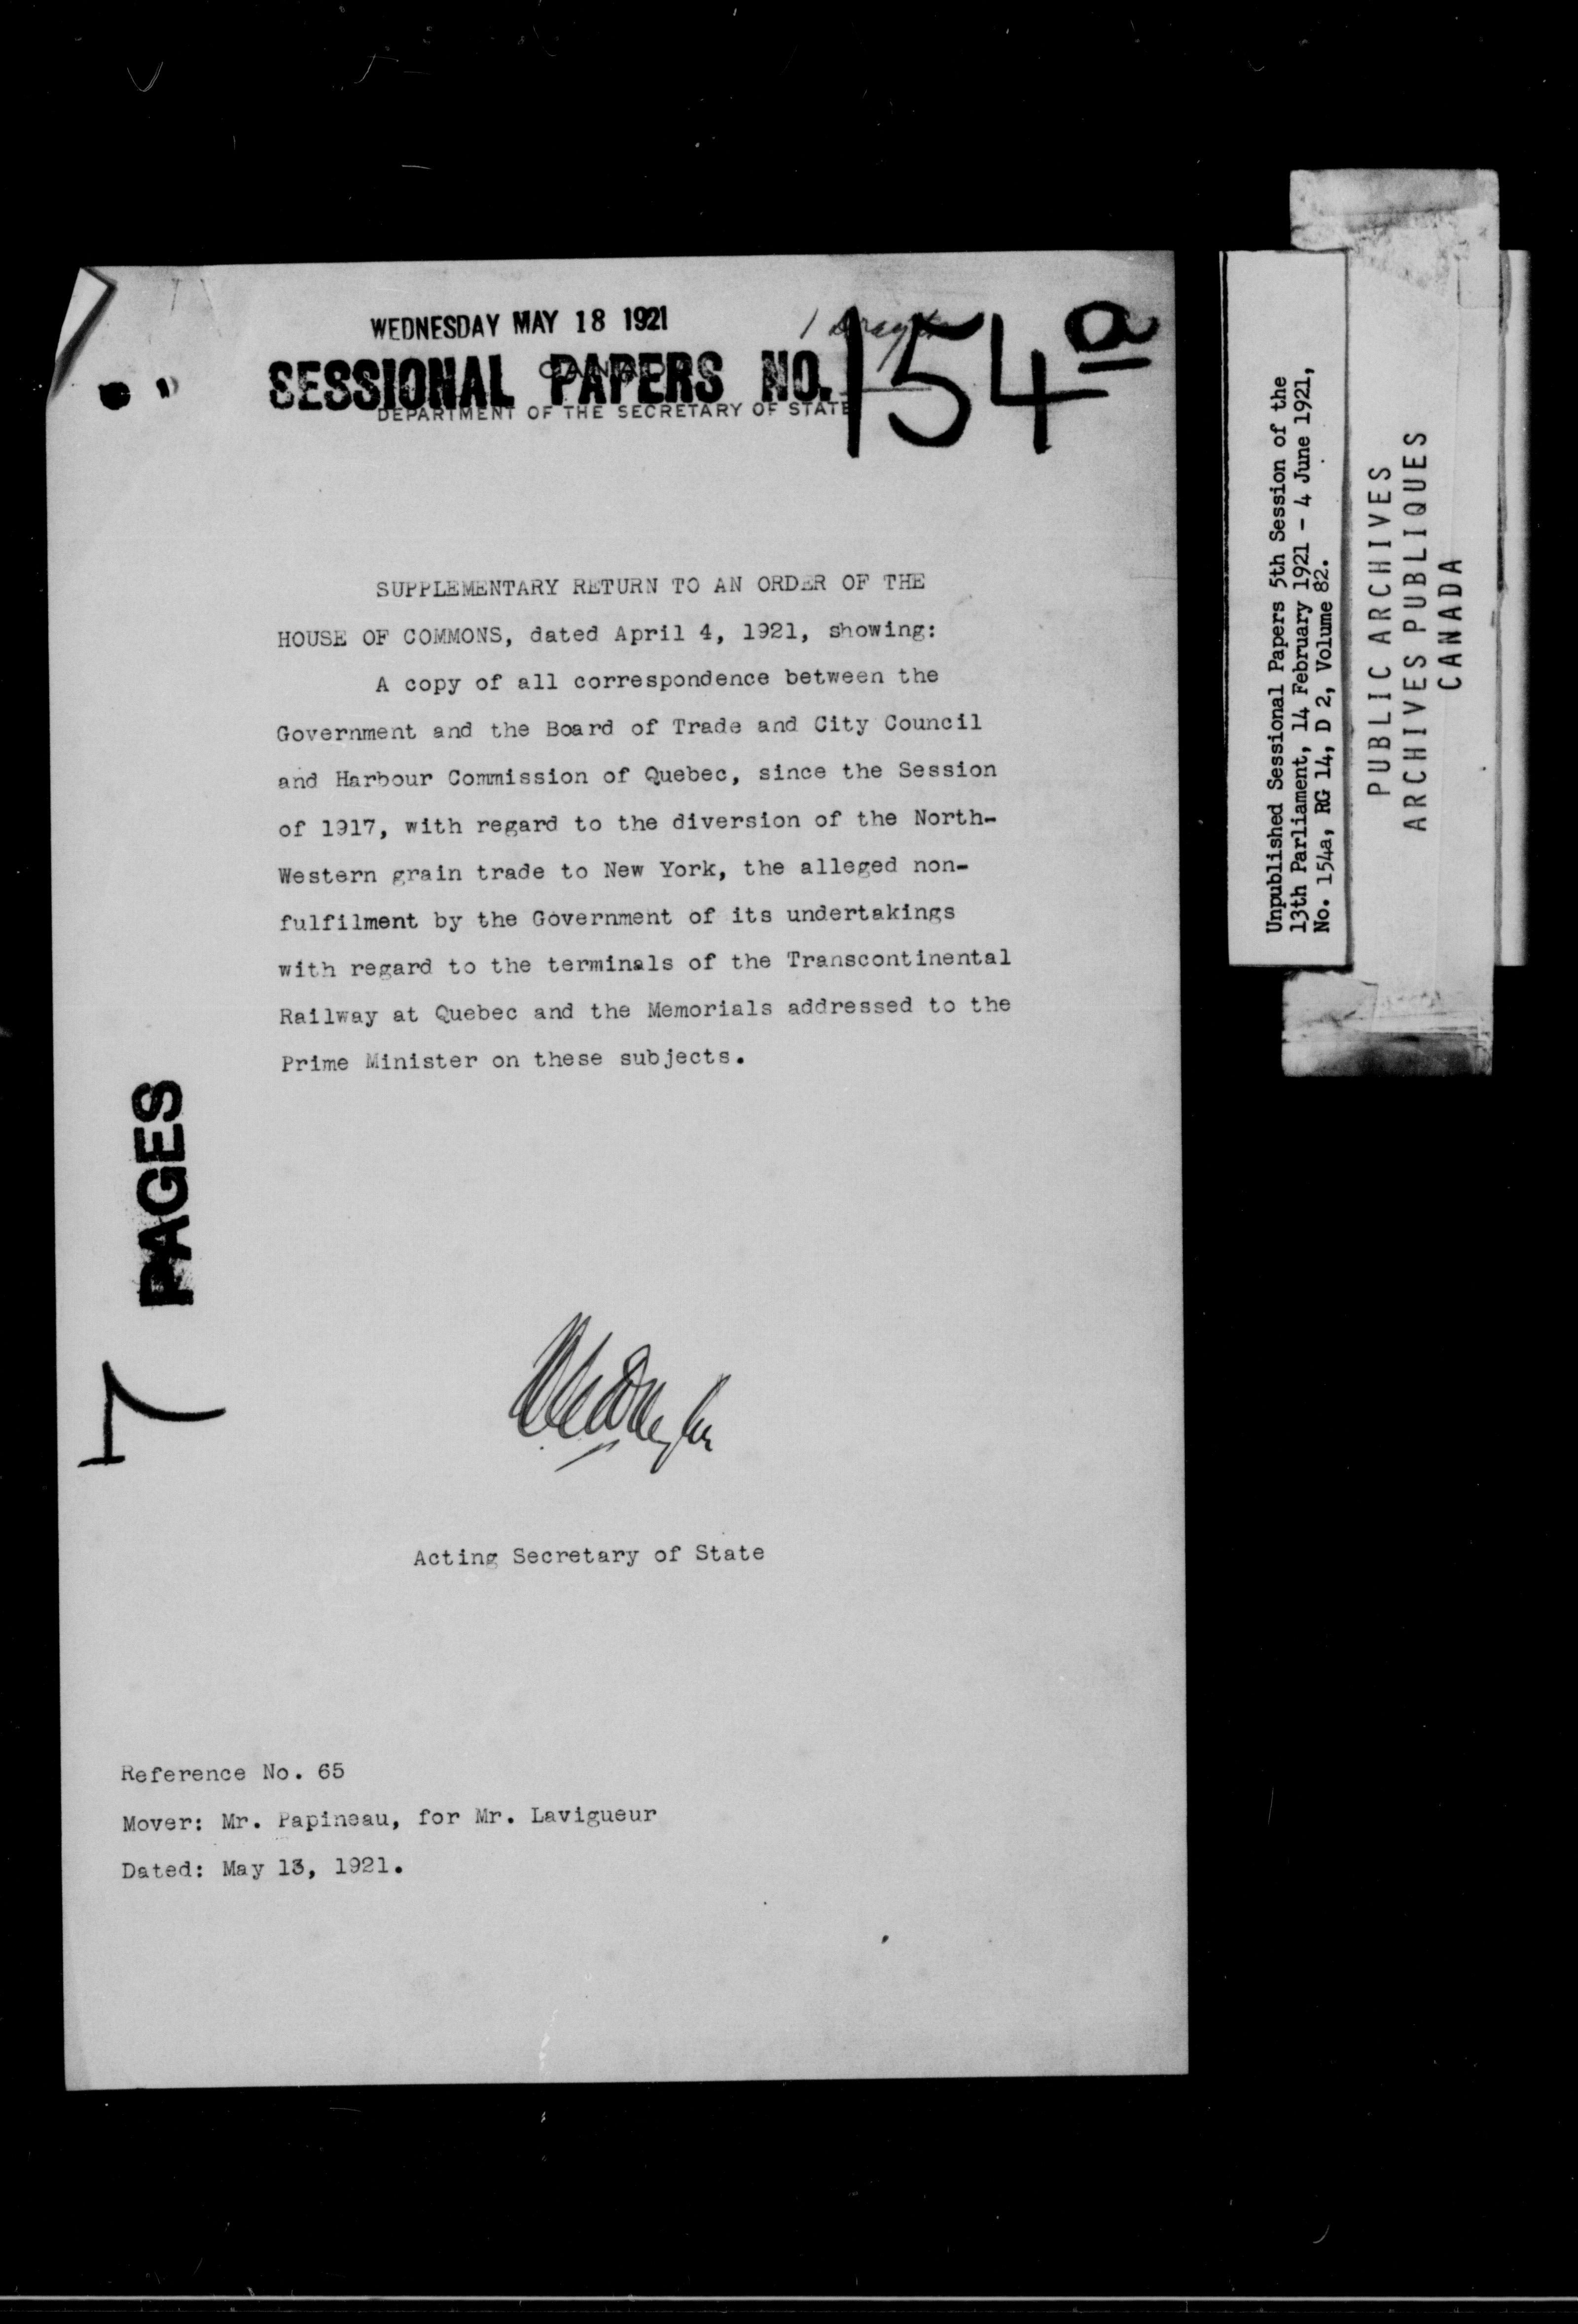 WEDNESDAY MAY 18 1921
SESSIONAL PAPERS NO. 154a
CANADA
DEPARTMENT OF THE SECRETARY OF STATE
SUPPLEMENTARY RETURN TO AN ORDER OF THE
HOUSE OF COMMONS, dated April 4, 1921, showing:
A copy of all correspondence between the
Government and the Board of Trade and City Council
and Harbour Commission of Quebec, since the Session
of 1917, with regard to the diversion of the North-
Western grain trade to New York, the alleged non-
fulfilment by the Government of its undertakings
with regard to the terminals of the Transcontinental
Railway at Quebec and the Memorials addressed to the
Prime Minister on these subjects.
7 PAGES
Acting Secretary of State
Reference No. 65
Mover: Mr. Papineau, for Mr. Lavigueur
Dated: May 13, 1921.
Unpublished Sessional Papers 5th Session of the
13th Parliament, 14 February 1921 - 4 June 1921,
No. 154a, RG 14, D 2, Volume 82.
PUBLIC ARCHIVES
ARCHIVES PUBLIQUES
CANADA